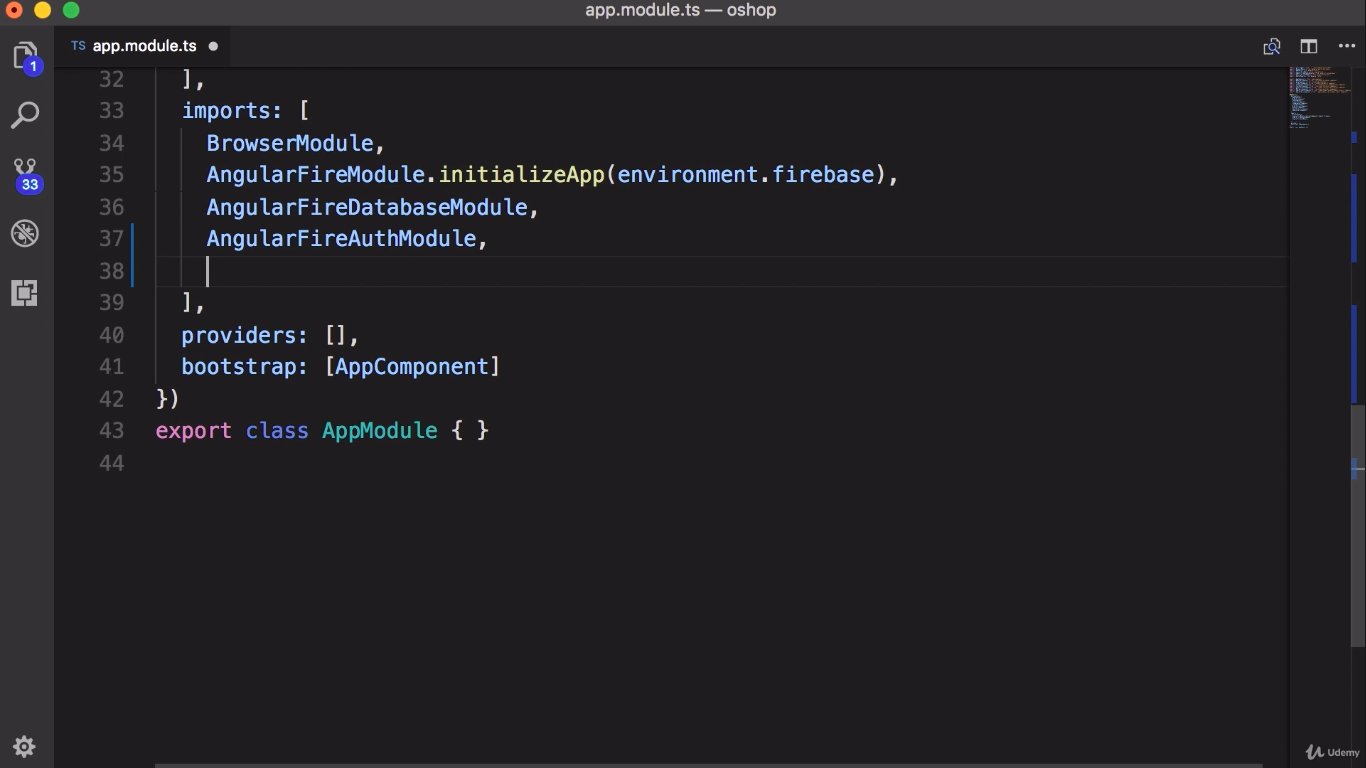 app.module.ts — oshop
TS app.module.ts
1
33
32 ],
33 imports: [
34 BrowserModule,
35 AngularFireModule.initializeApp(environment.firebase),
36 AngularFireDatabaseModule,
37 AngularFireAuthModule,
38
39 ],
40 providers: [],
41 bootstrap: [AppComponent]
42 })
43 export class AppModule { }
44
Udemy